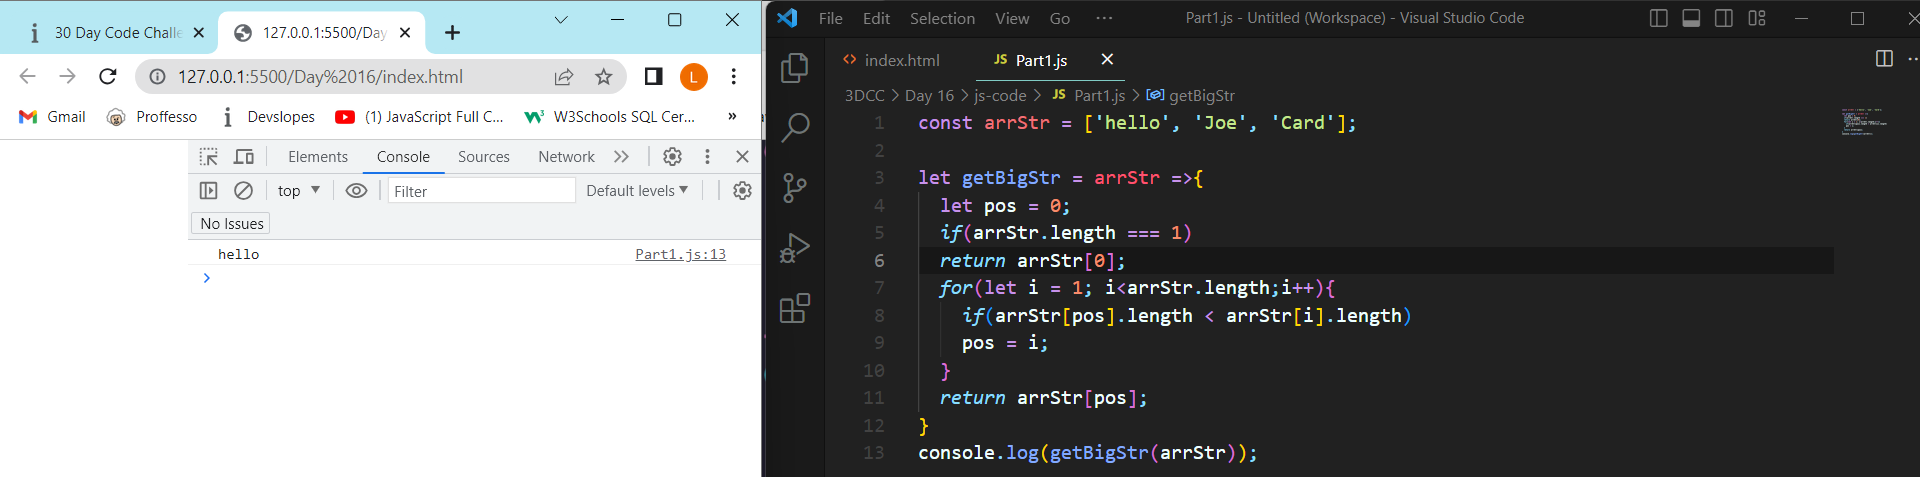 30 Day Code Challe
127.0.0.1:5500/Day
127.0.0.1:5500/Day%2016/index.html
L
Gmail
Proffesso
Devslopes
(1) JavaScript Full C...
W3Schools SQL Cer...
»
Elements
Console
Sources
Network
top
Filter
Default levels
No Issues
hello
Part1.js:13
File Edit Selection View Go ...
Part1.js - Untitled (Workspace) - Visual Studio Code
index.html
JS Part1.js
3DCC > Day 16 > js-code > JS Part1.js > getBigStr
1 const arrStr = ['hello', 'Joe', 'Card'];
2
3 let getBigStr = arrStr =>{
4 let pos = 0;
5 if(arrStr.length === 1)
6 return arrStr[0];
7 for(let i = 1; i<arrStr.length;i++){
8 if(arrStr[pos].length < arrStr[i].length)
9 pos = i;
10 }
11 return arrStr[pos];
12 }
13 console.log(getBigStr(arrStr));